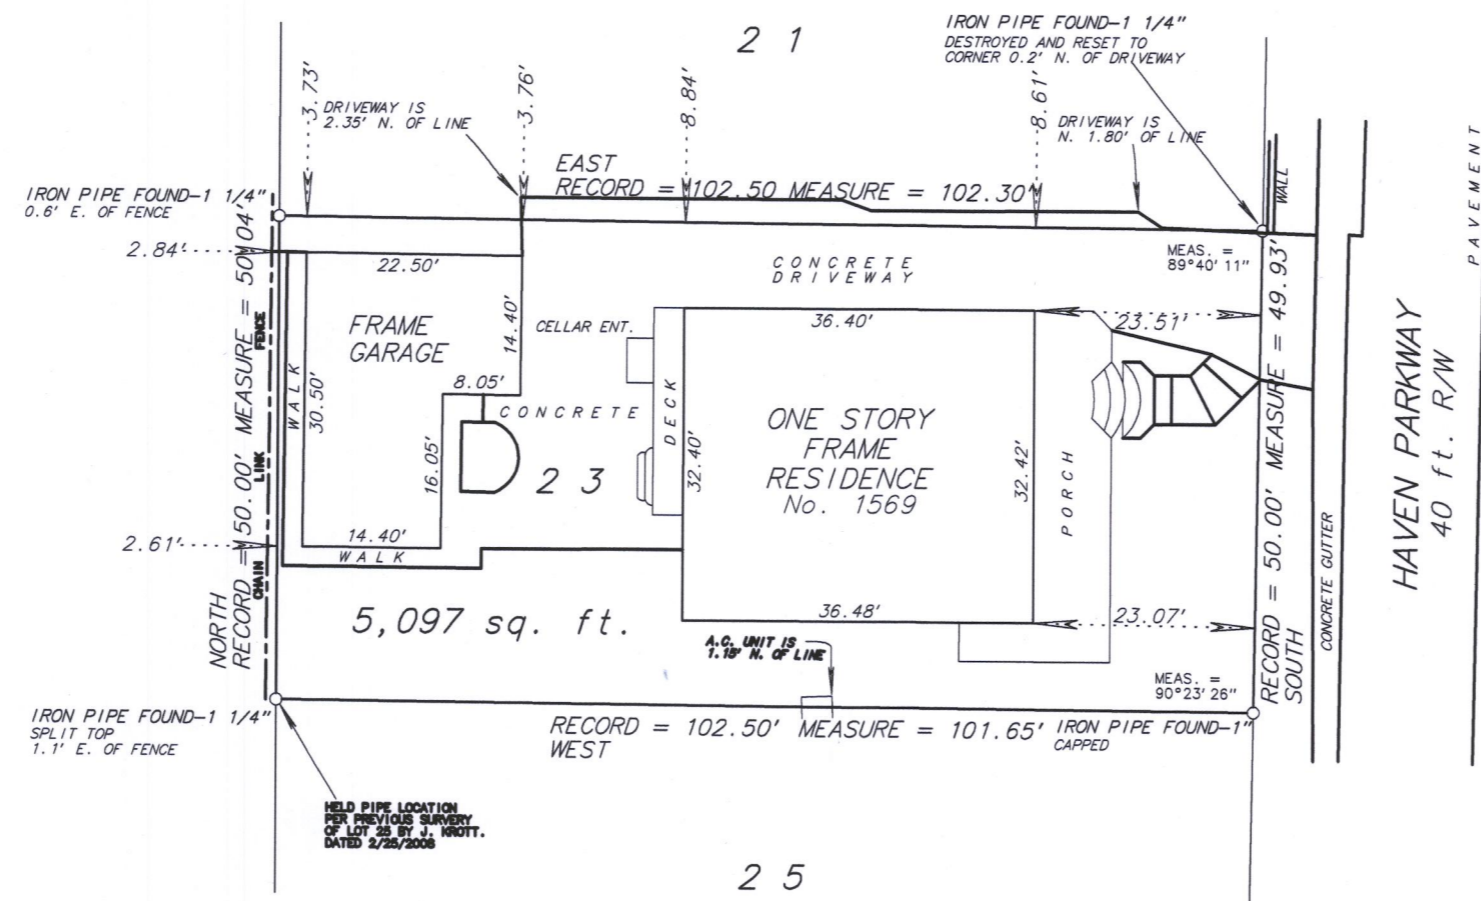 2 1
IRON PIPE FOUND-1 1/4"
DESTROYED AND RESET TO
CORNER 0.2' N. OF DRIVEWAY
3.73'
DRIVEWAY IS
2.35' N. OF LINE
3.76'
8.84'
8.61'
DRIVEWAY IS
N. 1.80' OF LINE
PAVEMENT
EAST
RECORD = 102.50 MEASURE = 102.30'
WALL
IRON PIPE FOUND-1 1/4"
0.6' E. OF FENCE
2.84'
22.50'
CONCRETE
DRIVEWAY
MEAS. =
89°40'11"
FRAME
GARAGE
14.40'
CELLAR ENT.
36.40'
23.51'
WALK
30.50'
8.05'
CONCRETE
DECK
16.05'
2 3
32.40'
ONE STORY
FRAME
RESIDENCE
No. 1569
32.42'
PORCH
HAVEN PARKWAY
40 ft. R/W
CONCRETE GUTTER
NORTH
RECORD = 50.00' MEASURE = 50.04'
CHAIN LINK FENCE
RECORD = 50.00' MEASURE = 49.93'
SOUTH
2.61'
14.40'
WALK
5,097 sq. ft.
36.48'
23.07'
A.C. UNIT IS
1.15' N. OF LINE
MEAS. =
90°23'26"
IRON PIPE FOUND-1 1/4"
SPLIT TOP
1.1' E. OF FENCE
RECORD = 102.50' MEASURE = 101.65'
WEST
IRON PIPE FOUND-1"
CAPPED
HELD PIPE LOCATION
PER PREVIOUS SURVERY
OF LOT 25 BY J. KROTT.
DATED 2/25/2008
2 5